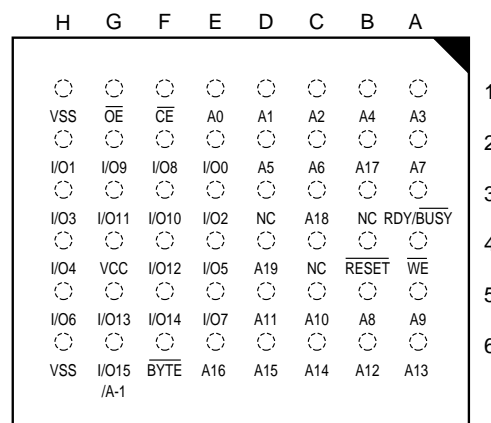 H G F E D C B A
1
VSS OE CE A0 A1 A2 A4 A3
2
I/O1 I/O9 I/O8 I/O0 A5 A6 A17 A7
3
I/O3 I/O11 I/O10 I/O2 NC A18 NC RDY/BUSY
4
I/O4 VCC I/O12 I/O5 A19 NC RESET WE
5
I/O6 I/O13 I/O14 I/O7 A11 A10 A8 A9
6
VSS I/O15 BYTE A16 A15 A14 A12 A13
/A-1